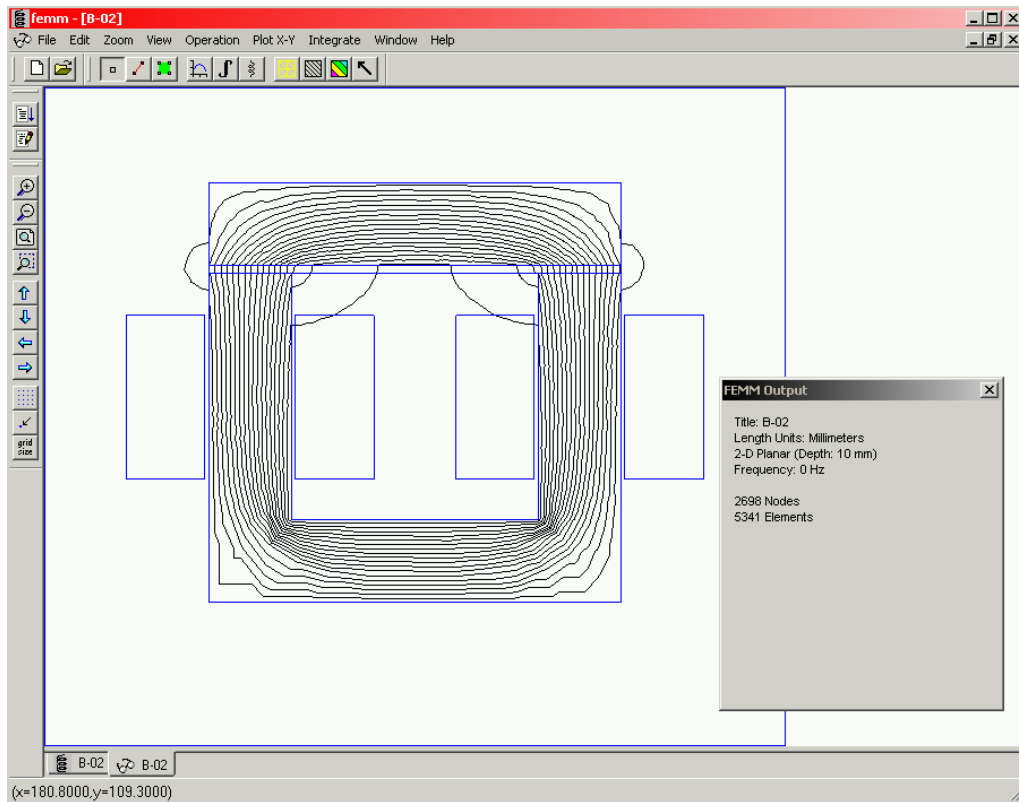 femm - [B-02]
File Edit Zoom View Operation Plot X-Y Integrate Window Help
grid
size
FEMM Output
Title: B-02
Length Units: Millimeters
2-D Planar (Depth: 10 mm)
Frequency: 0 Hz
2698 Nodes
5341 Elements
B-02 B-02
(x=180.8000,y=109.3000)